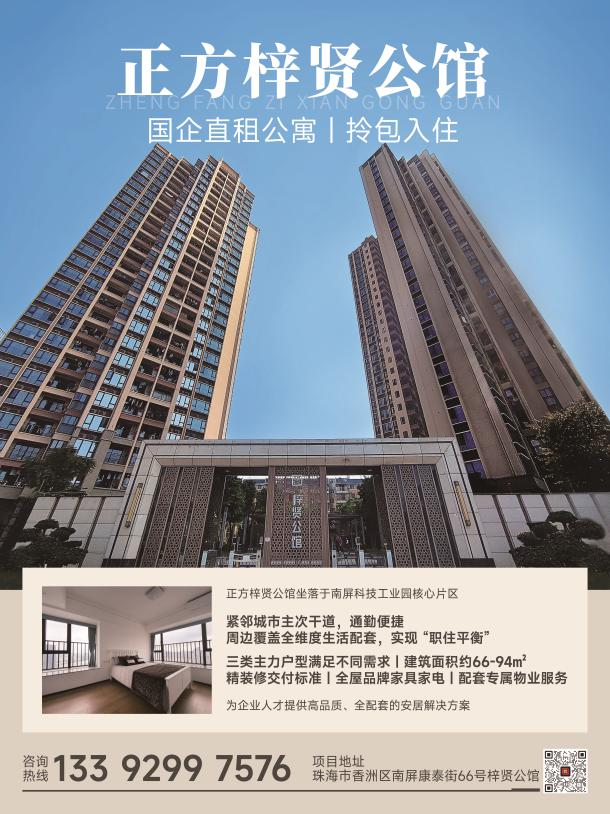 正方梓贤公馆
ZHENG FANG ZI XIAN GONG GUAN
国企直租公寓丨拎包入住
梓贤公馆
正方梓贤公馆坐落于南屏科技工业园核心片区
紧邻城市主次干道，通勤便捷
周边覆盖全维度生活配套，实现“职住平衡”
三类主力户型满足不同需求丨建筑面积约66-94㎡
精装修交付标准丨全屋品牌家具家电丨配套专属物业服务
为企业人才提供高品质、全配套的安居解决方案
咨询热线 133 9299 7576
项目地址
珠海市香洲区南屏康泰街66号梓贤公馆